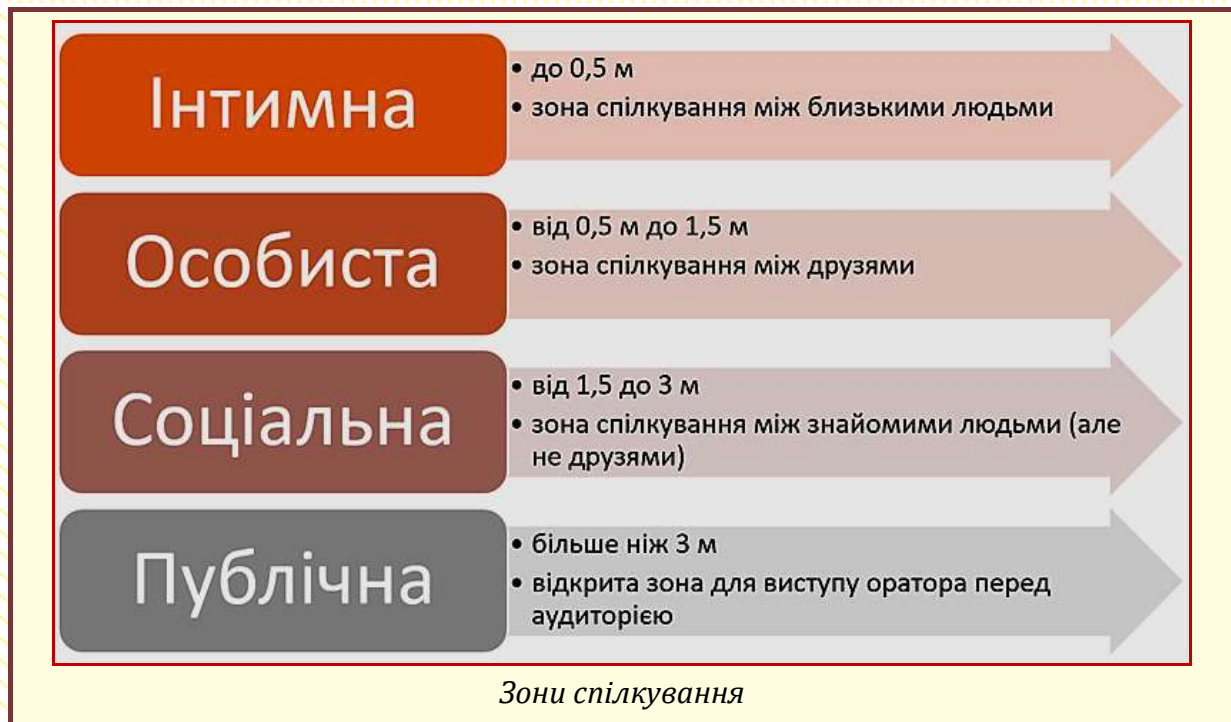 Інтимна
• до 0,5 м
• зона спілкування між близькими людьми
Особиста
• від 0,5 м до 1,5 м
• зона спілкування між друзями
Соціальна
• від 1,5 до 3 м
• зона спілкування між знайомими людьми (але
не друзями)
Публічна
• більше ніж 3 м
• відкрита зона для виступу оратора перед
аудиторією
Зони спілкування